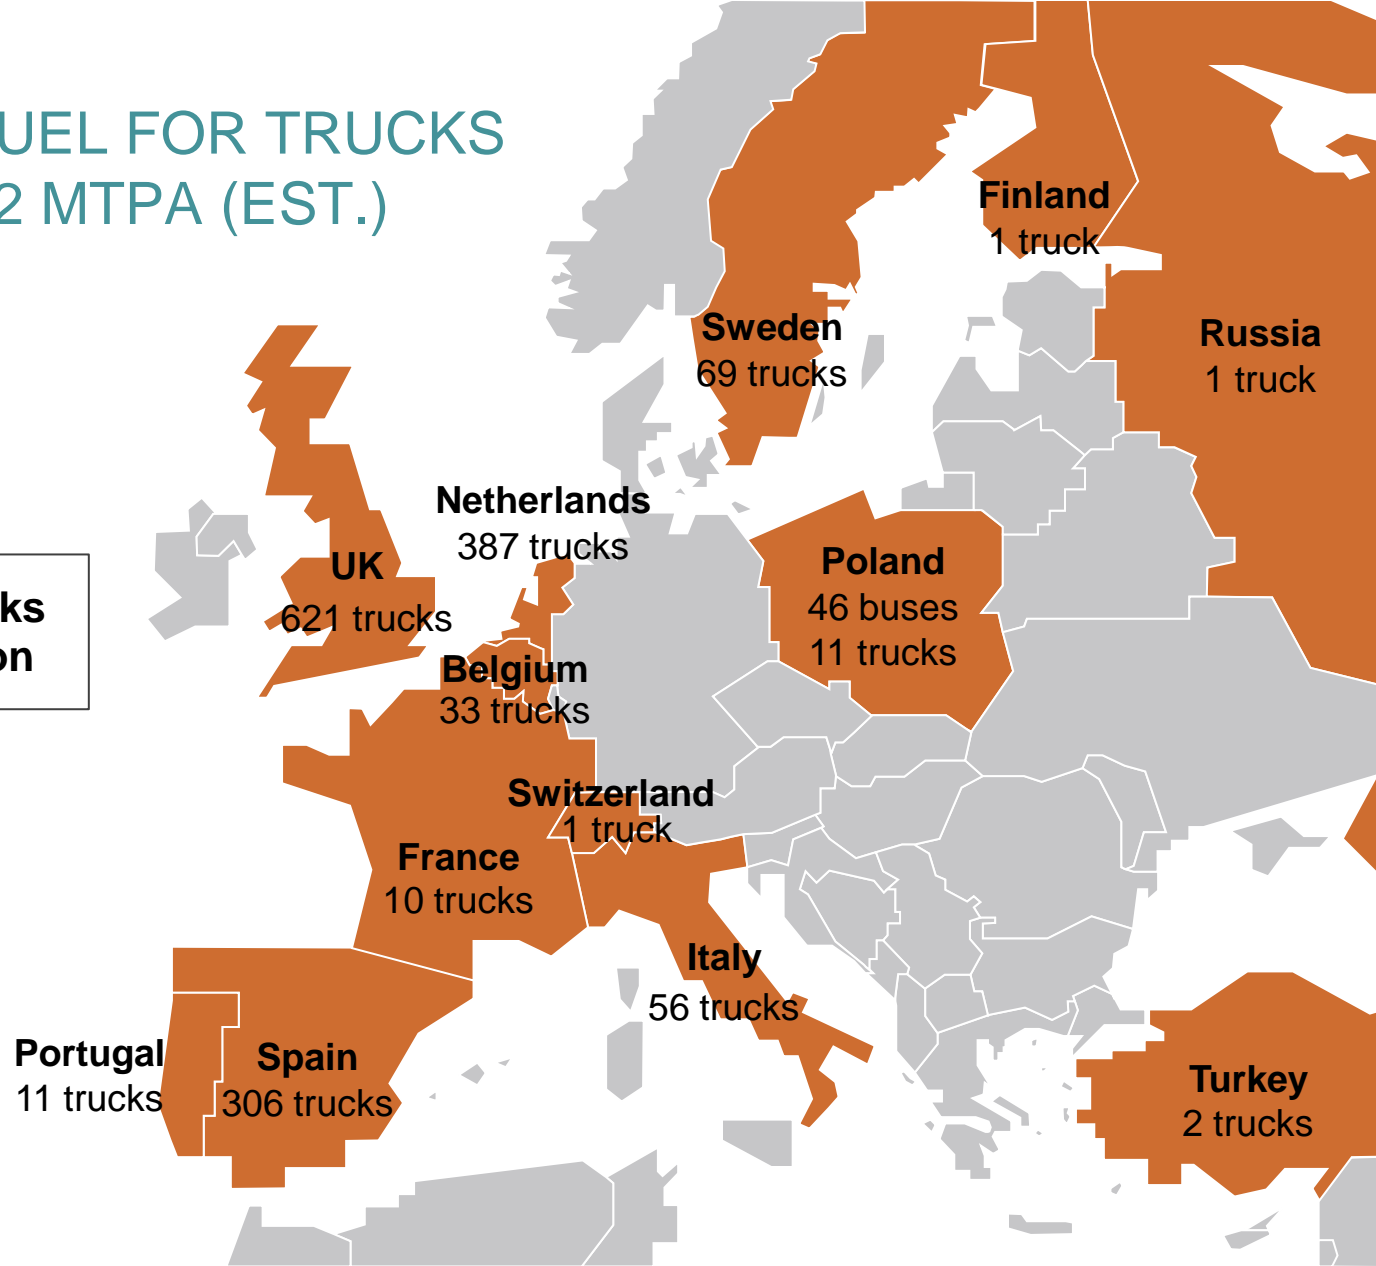 UEL FOR TRUCKS
2 MTPA (EST.)
Finland
1 truck
Sweden
69 trucks
Russia
1 truck
Netherlands
387 trucks
UK
621 trucks
Poland
46 buses
11 trucks
ks
on
Belgium
33 trucks
Switzerland
1 truck
France
10 trucks
Italy
56 trucks
Portugal
11 trucks
Spain
306 trucks
Turkey
2 trucks